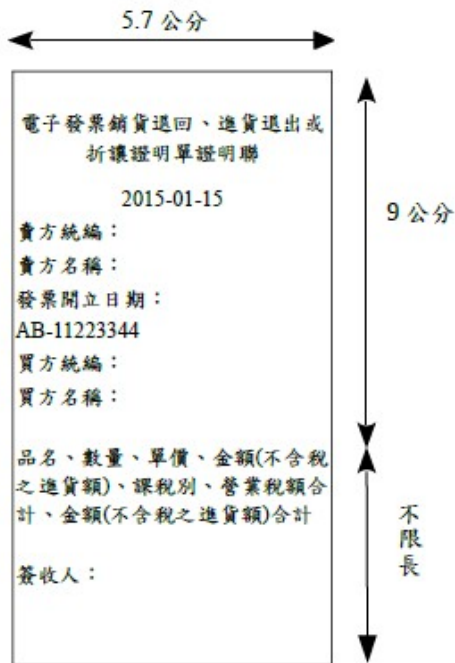 5.7 公分
電子發票銷貨退回、進貨退出或
折讓證明單證明聯
2015-01-15
賣方統編：
賣方名稱：
發票開立日期：
AB-11223344
買方統編：
買方名稱：
9 公分
品名、數量、單價、金額(不含稅
之進貨額)、課稅別、營業稅額合
計、金額(不含稅之進貨額)合計
簽收人：
不限長